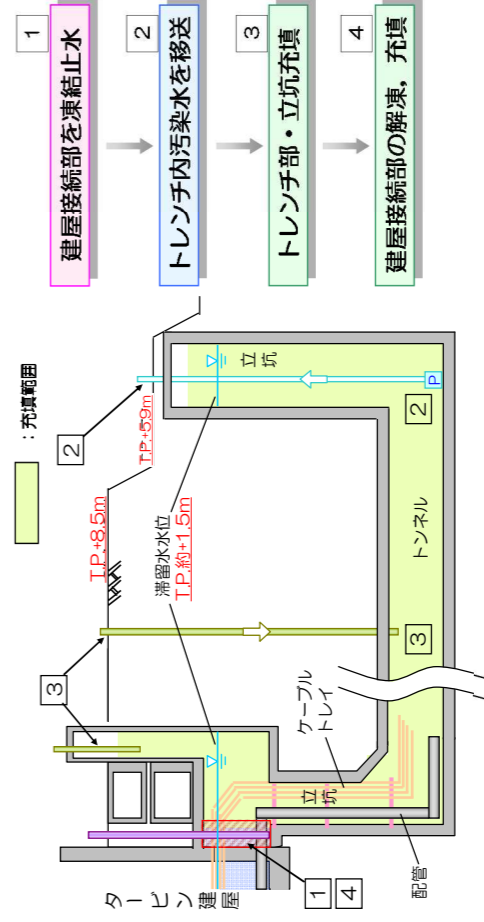 1
建屋接続部を凍結止水
2
トレンチ内汚染水を移送
3
トレンチ部・立坑充填
4
建屋接続部の解凍，充填
：充填範囲
3
T.P.+8.5m
2
T.P.+5.9m
滞留水水位
T.P.約+1.5m
立坑
P
タービン建屋
ケーブル
トレイ
立坑
3
トンネル
2
1
4
配管